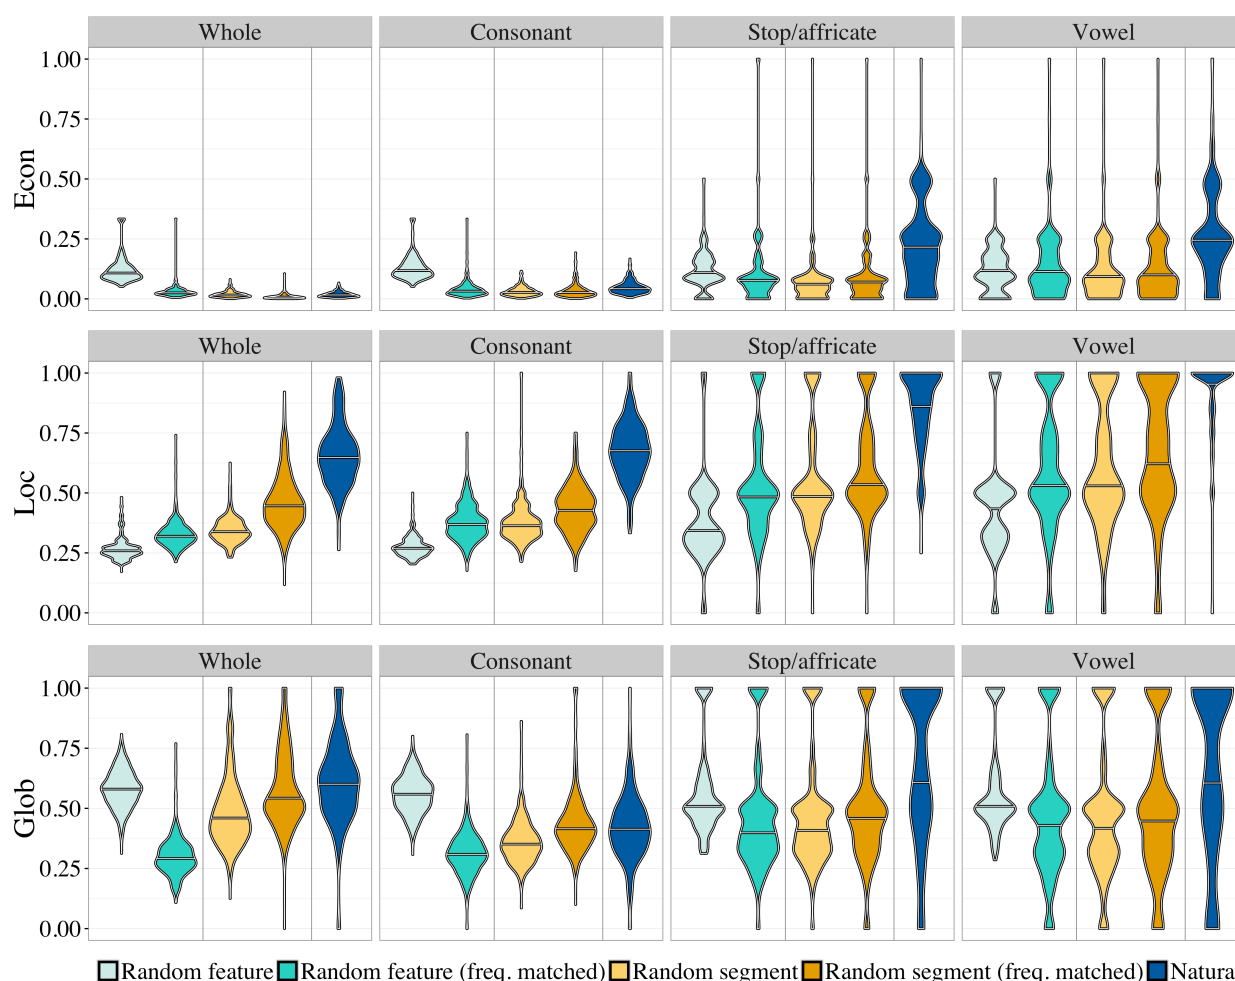 Whole Consonant Stop/affricate Vowel
Econ
1.00
0.75
0.50
0.25
0.00
Whole Consonant Stop/affricate Vowel
Loc
1.00
0.75
0.50
0.25
0.00
Whole Consonant Stop/affricate Vowel
Glob
1.00
0.75
0.50
0.25
0.00
Random feature Random feature (freq. matched) Random segment Random segment (freq. matched) Natura